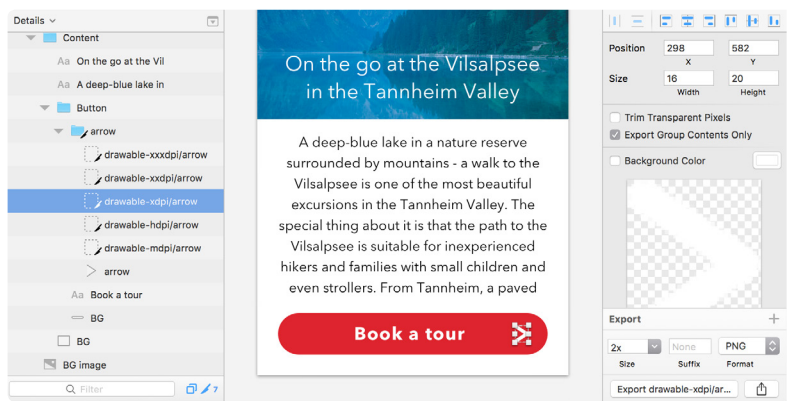 Details
Content
Aa On the go at the Vil
Aa A deep-blue lake in
Button
arrow
drawable-xxxdpi/arrow
drawable-xxdpi/arrow
drawable-xdpi/arrow
drawable-hdpi/arrow
drawable-mdpi/arrow
arrow
Aa Book a tour
BG
BG
BG image
Filter
7
On the go at the Vilsalpsee
in the Tannheim Valley
A deep-blue lake in a nature reserve
surrounded by mountains - a walk to the
Vilsalpsee is one of the most beautiful
excursions in the Tannheim Valley. The
special thing about it is that the path to the
Vilsalpsee is suitable for inexperienced
hikers and families with small children and
even strollers. From Tannheim, a paved
Book a tour
Position 298 582
X Y
Size 16 20
Width Height
Trim Transparent Pixels
Export Group Contents Only
Background Color
Export
2x None PNG
Size Suffix Format
Export drawable-xdpi/ar...